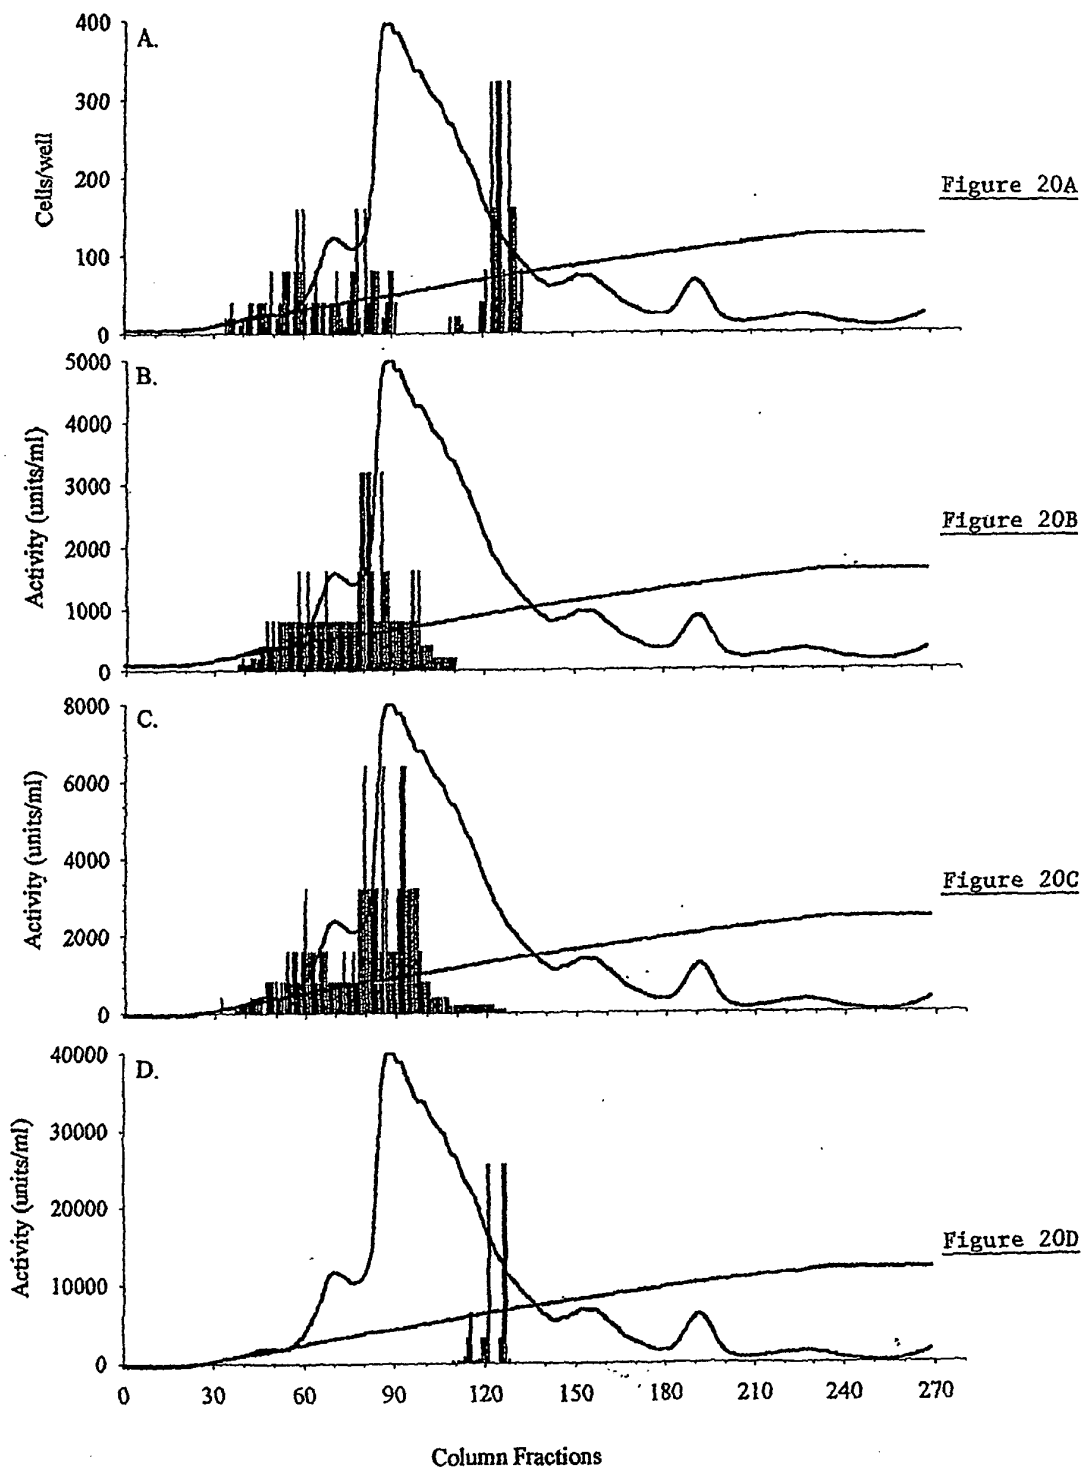 A.
400
300
200
100
0
Cells/well
Figure 20A
B.
5000
4000
3000
2000
1000
0
Activity (units/ml)
Figure 20B
C.
8000
6000
4000
2000
0
Activity (units/ml)
Figure 20C
D.
40000
30000
20000
10000
0
Activity (units/ml)
Figure 20D
0 30 60 90 120 150 180 210 240 270
Column Fractions